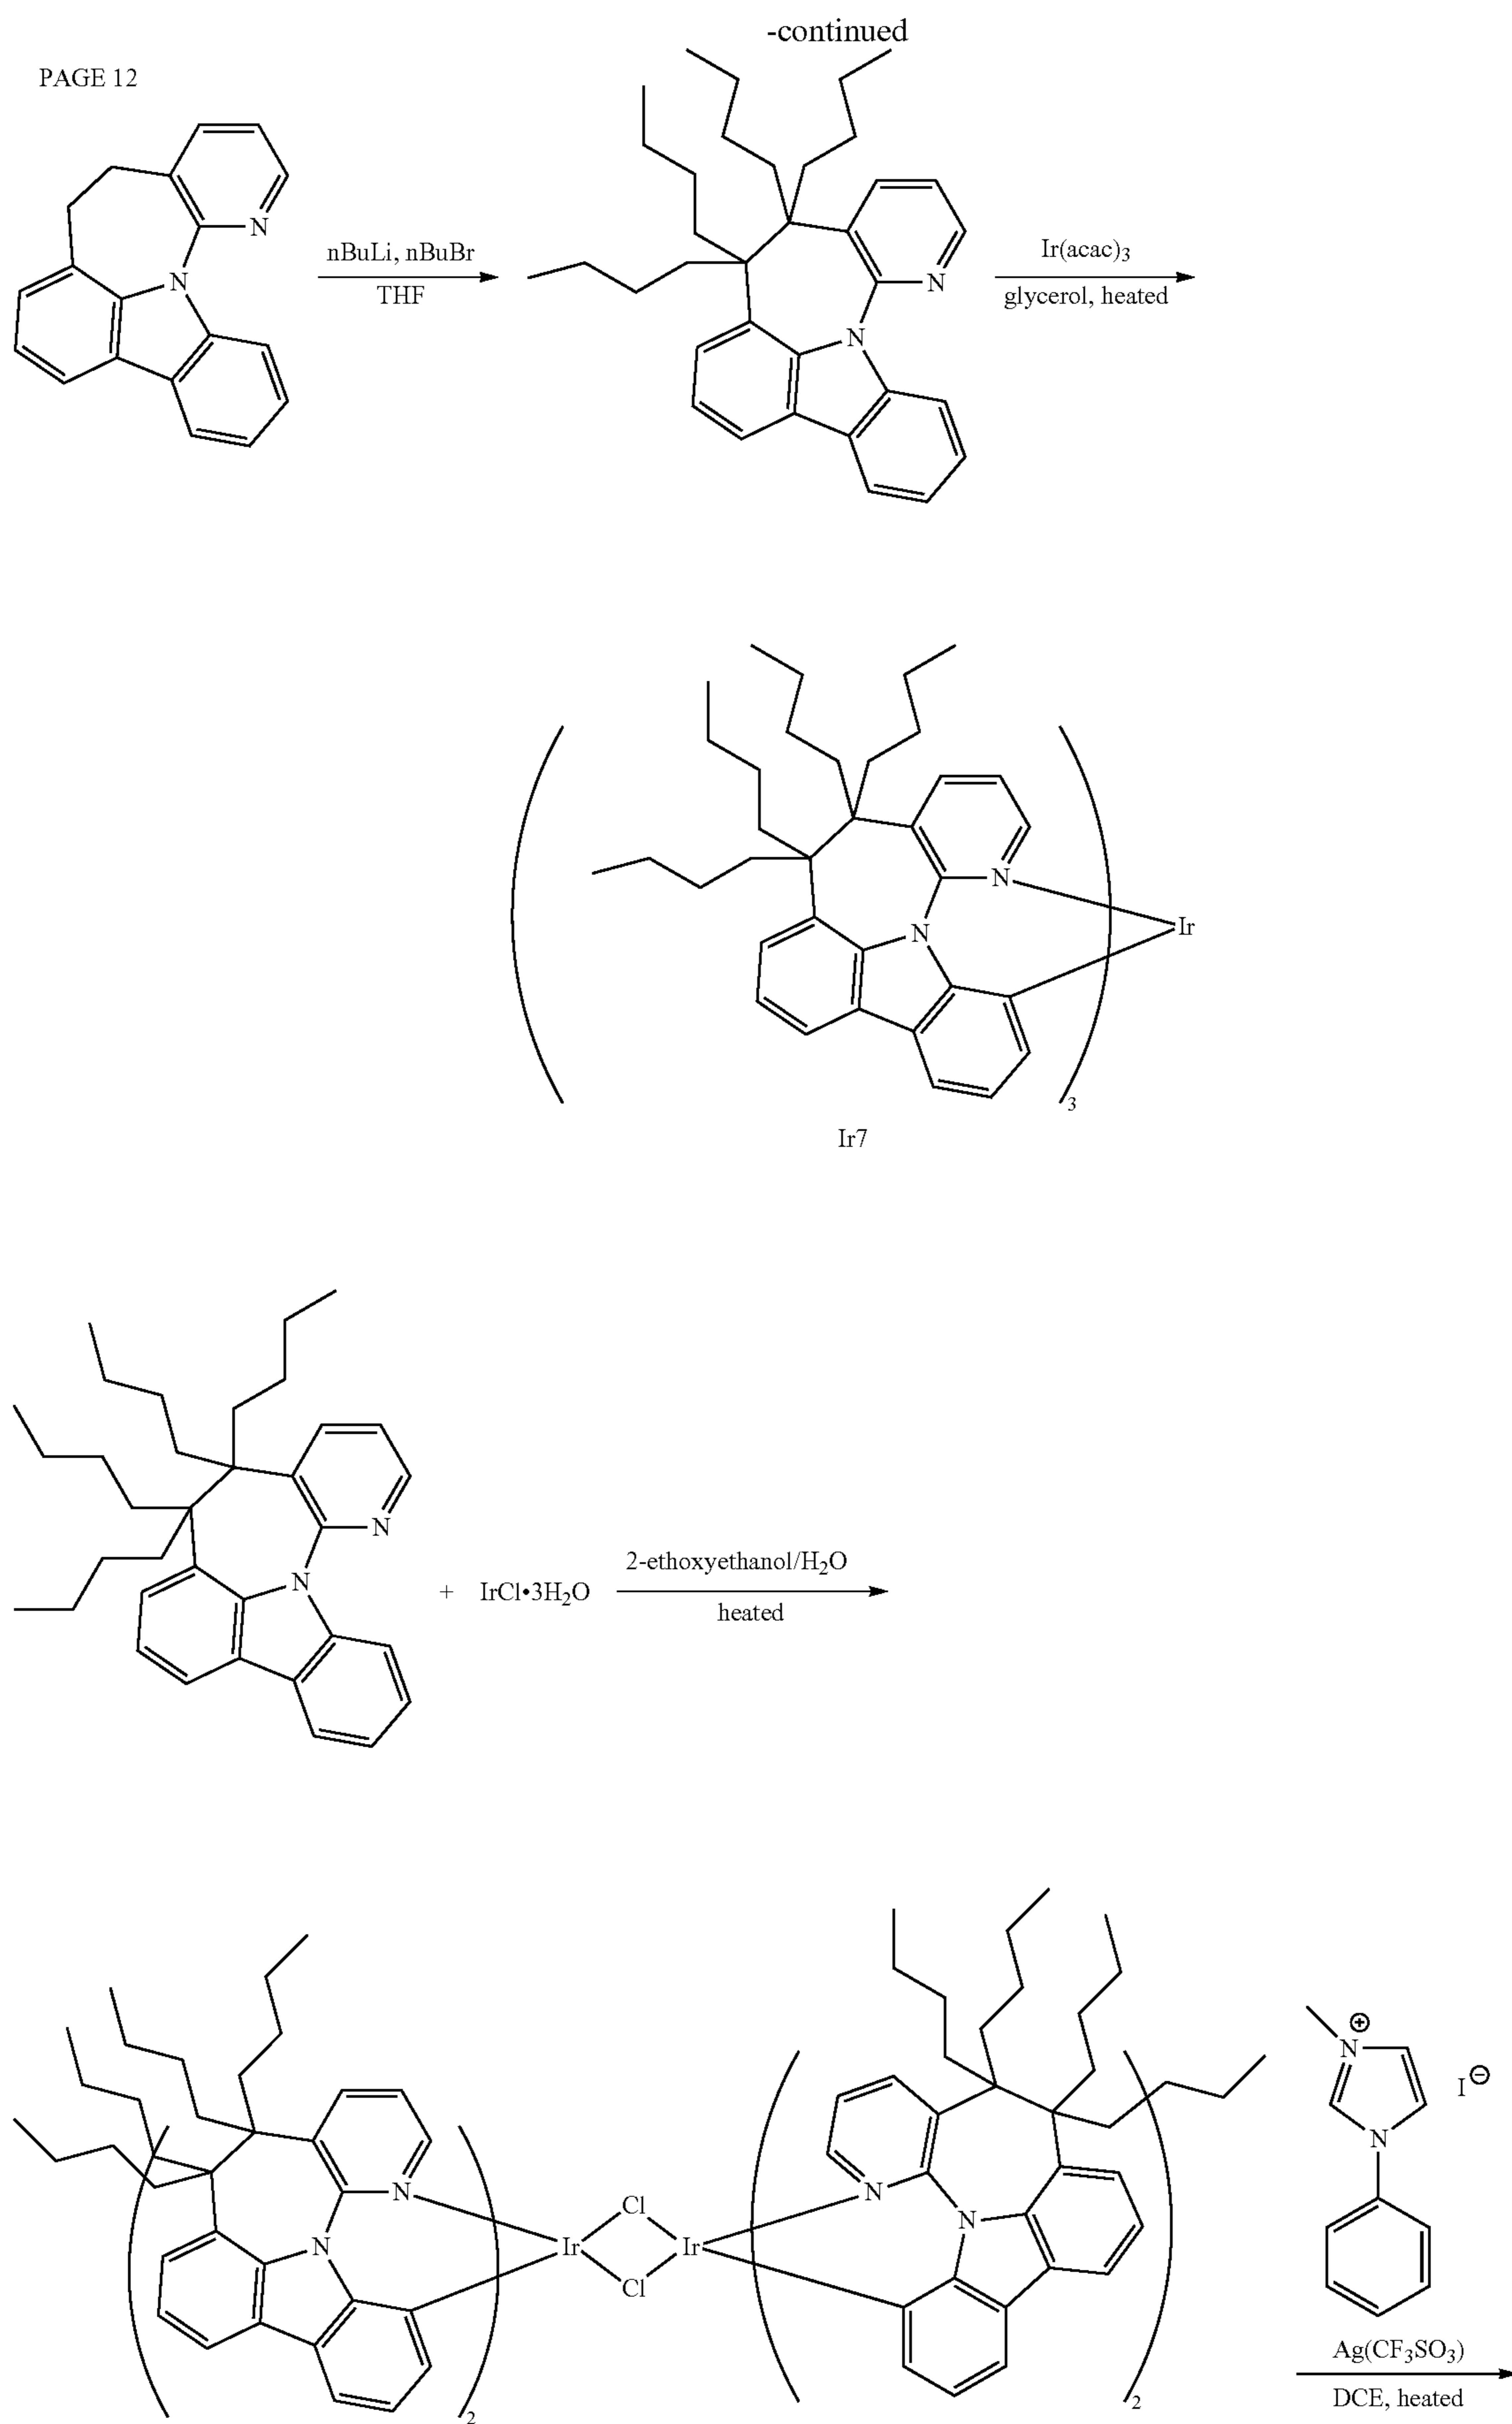 -continued
PAGE 12
N
N
nBuLi, nBuBr
THF
N
N
Ir(acac)₃
glycerol, heated
N
N
Ir
3
Ir7
N
N
+ IrCl•3H₂O
2-ethoxyethanol/H₂O
heated
N
N
2
Ir
Cl
Cl
Ir
N
N
2
N
⊕
N
I⊖
Ag(CF₃SO₃)
DCE, heated